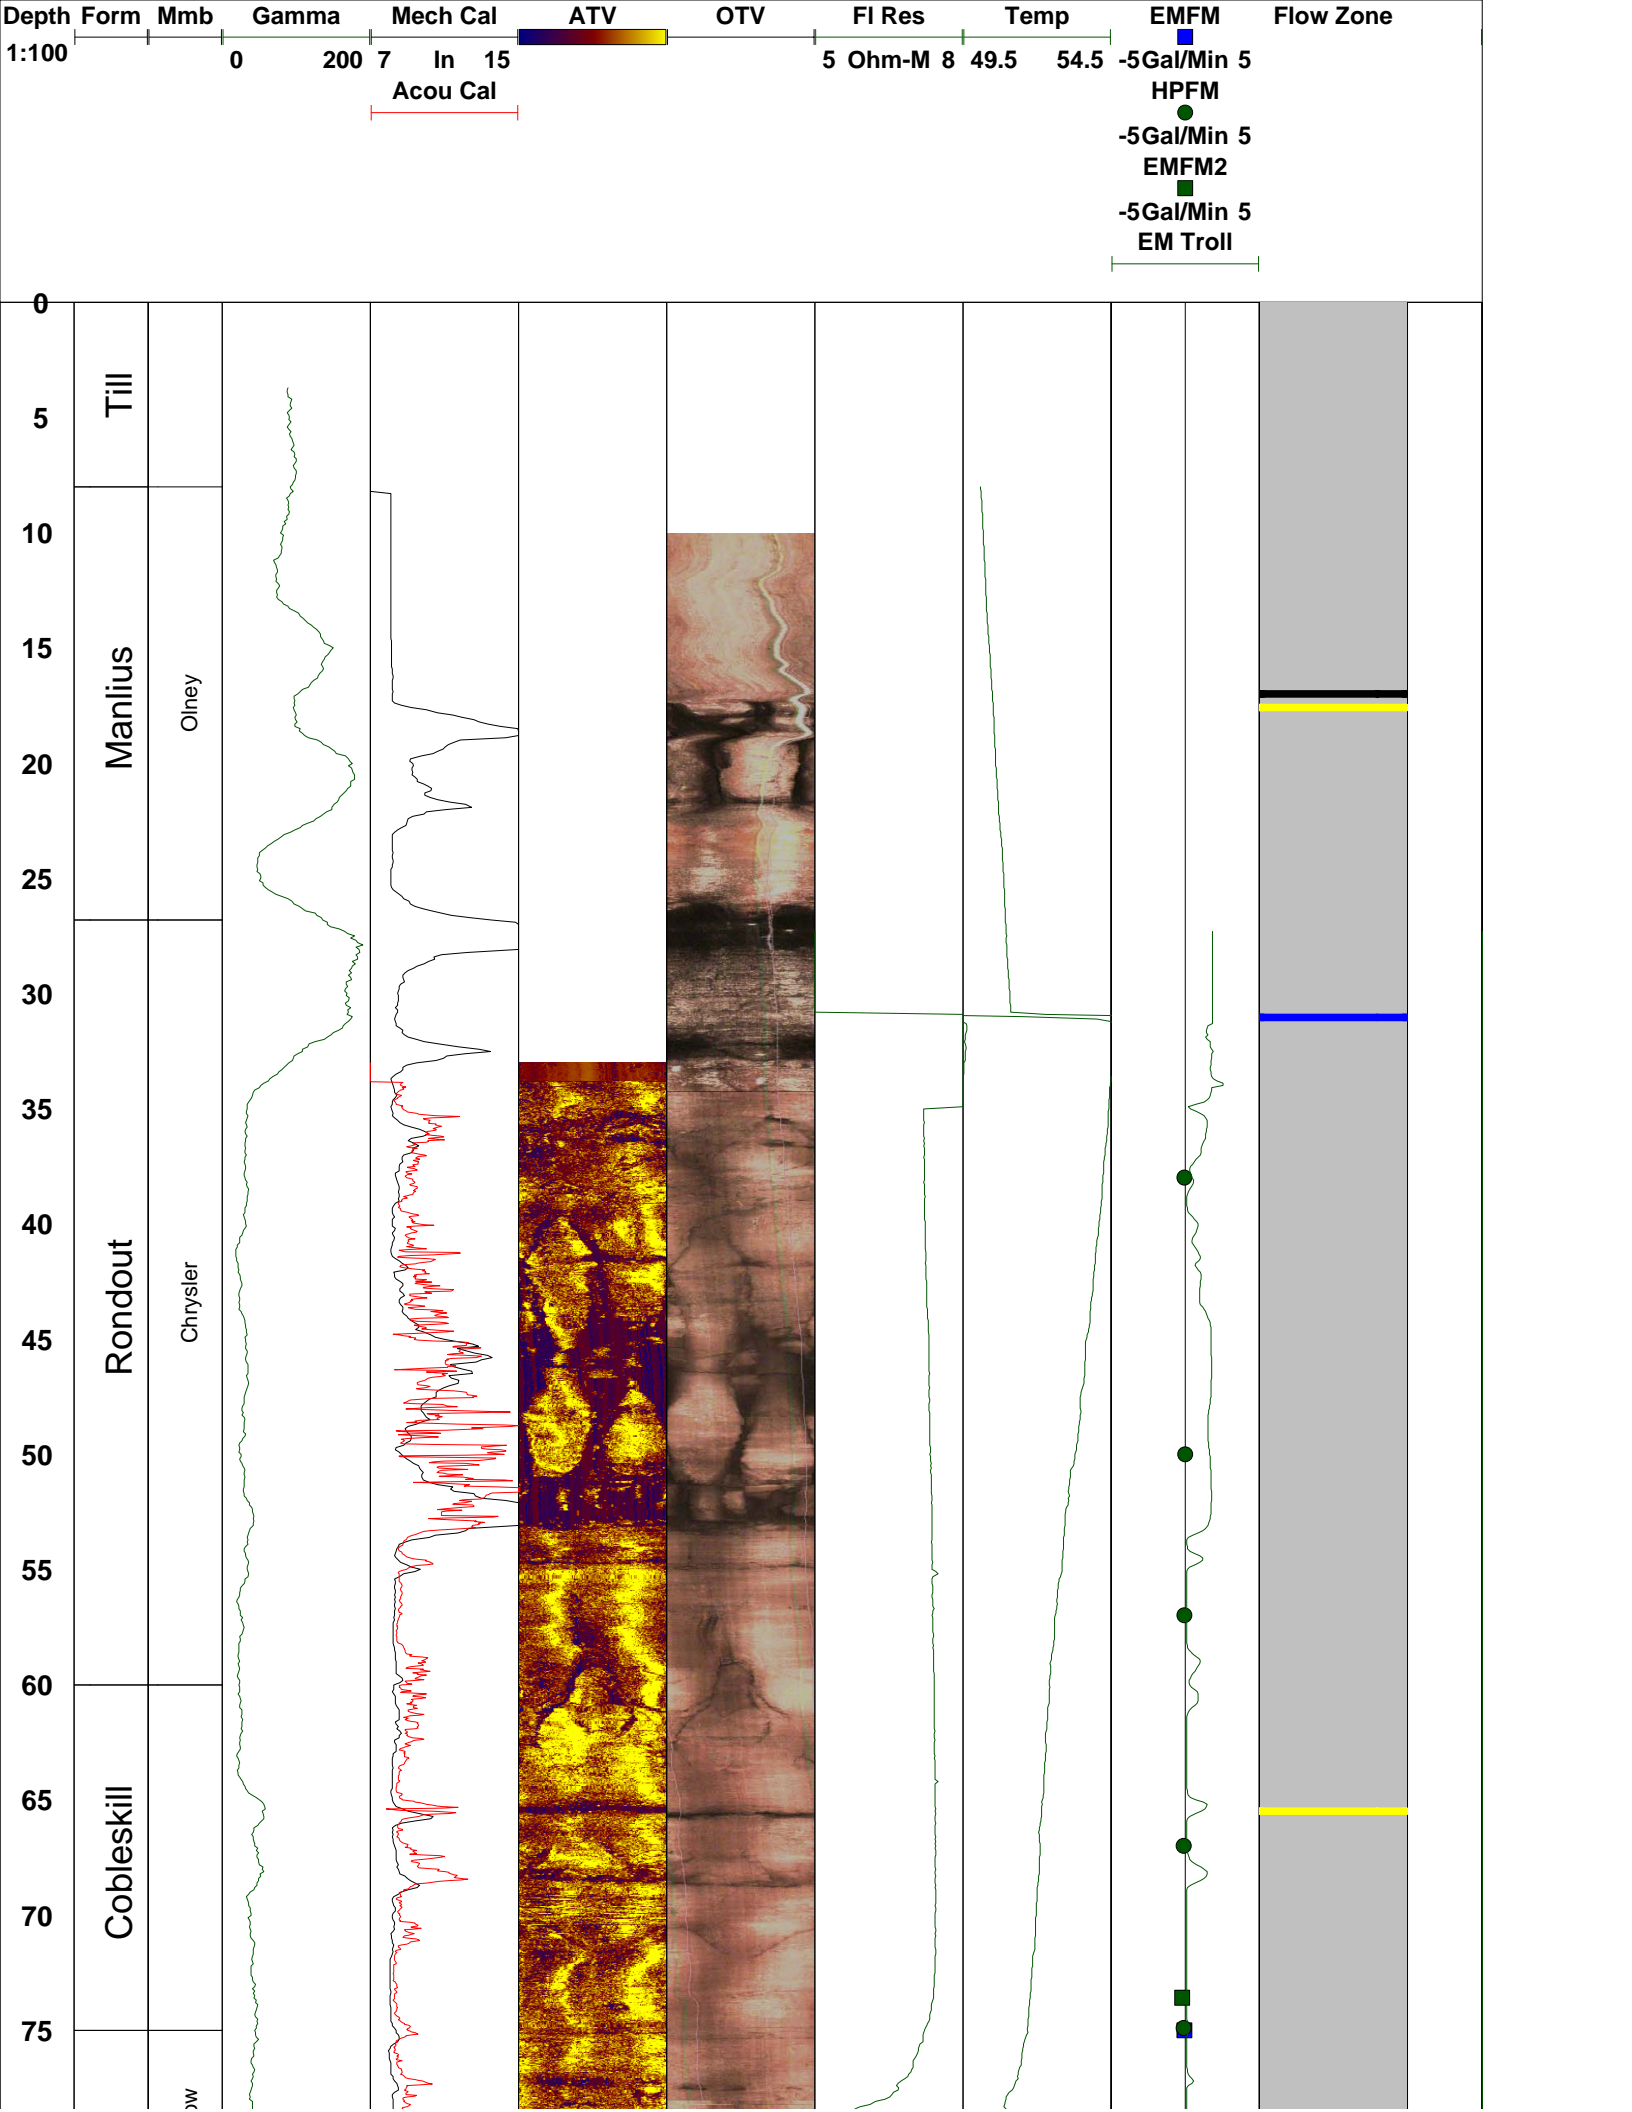 Depth Form Mmb Gamma Mech Cal ATV OTV Fl Res Temp EMFM Flow Zone
1:100 0 200 7 In 15 5 Ohm-M 8 49.5 54.5 -5Gal/Min 5
Acou Cal HPFM
-5Gal/Min 5
EMFM2
-5Gal/Min 5
EM Troll
0
Till
5
10
15
Manlius Olney
20
25
30
35
40
Rondout Chrysler
45
50
55
60
65
Cobleskill
70
75
ow